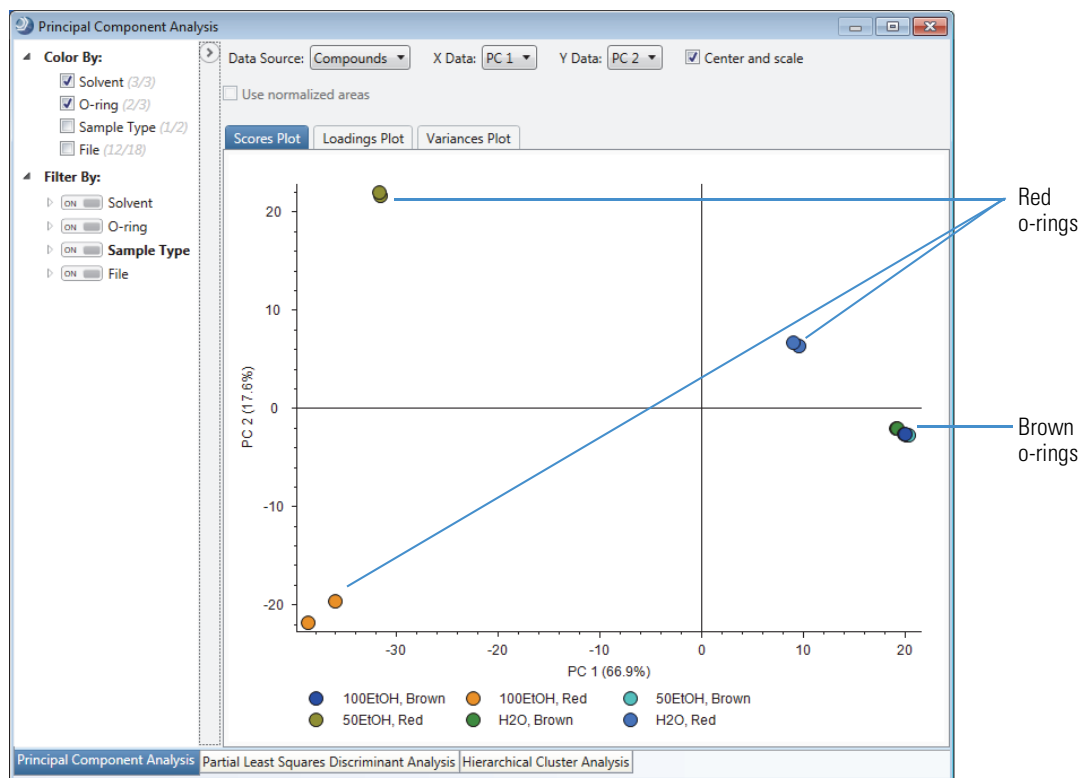 Principal Component Analysis
Color By:
Solvent (3/3)
O-ring (2/3)
Sample Type (1/2)
File (12/18)
Filter By:
ON Solvent
ON O-ring
ON Sample Type
ON File
Data Source: Compounds X Data: PC 1 Y Data: PC 2 Center and scale
Use normalized areas
Scores Plot Loadings Plot Variances Plot
20
10
0
-10
-20
PC 2 (17.6%)
-30 -20 -10 0 10 20
PC 1 (66.9%)
100EtOH, Brown 100EtOH, Red 50EtOH, Brown
50EtOH, Red H2O, Brown H2O, Red
Red
o-rings
Brown
o-rings
Principal Component Analysis Partial Least Squares Discriminant Analysis Hierarchical Cluster Analysis